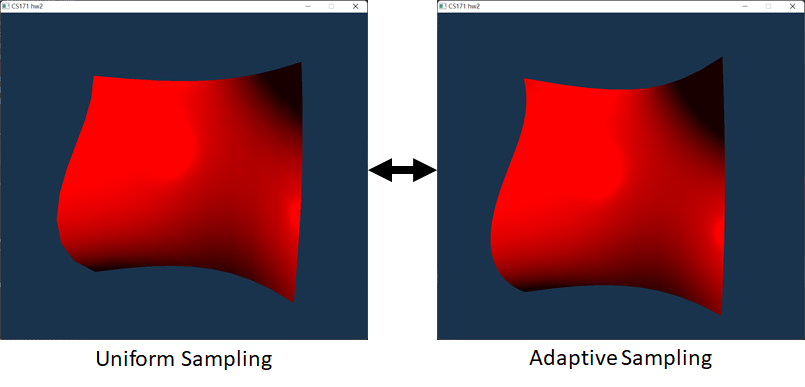 CS171 hw2
CS171 hw2
Uniform Sampling
Adaptive Sampling